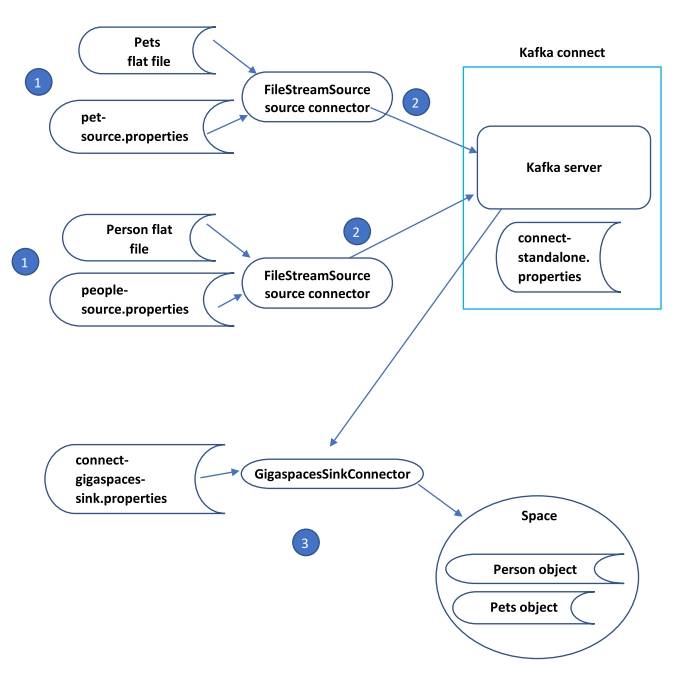 Pets
flat file
1
pet-
source.properties
FileStreamSource
source connector
2
Kafka connect
Kafka server
connect-
standalone.
properties
Person flat
file
1
people-
source.properties
FileStreamSource
source connector
2
connect-
gigaspaces-
sink.properties
GigaspacesSinkConnector
3
Space
Person object
Pets object